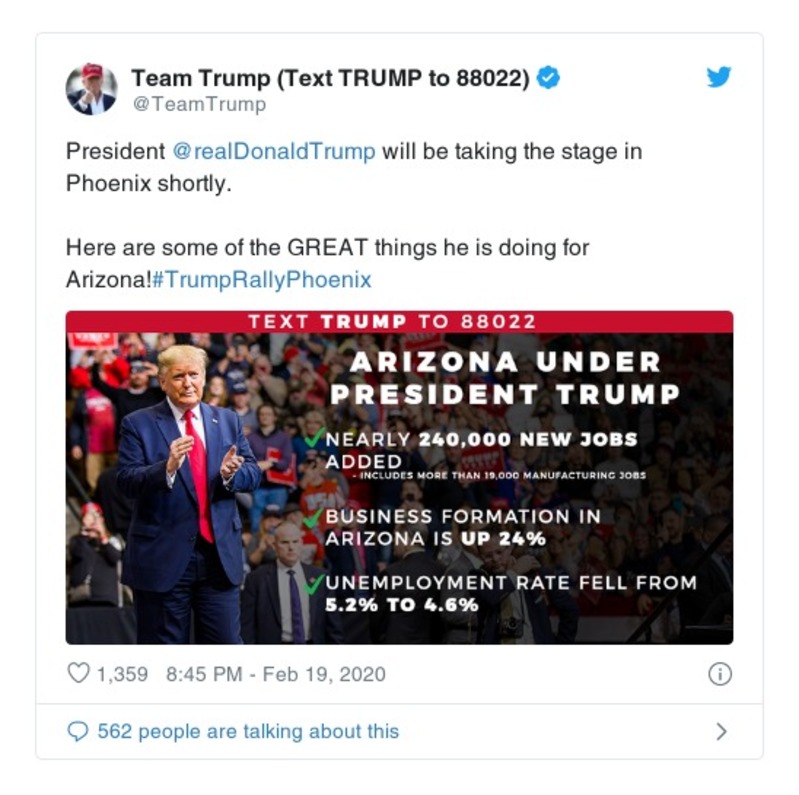 Team Trump (Text TRUMP to 88022)
@TeamTrump
President @realDonaldTrump will be taking the stage in
Phoenix shortly.
Here are some of the GREAT things he is doing for
Arizona!#TrumpRallyPhoenix
TEXT TRUMP TO 88022
ARIZONA UNDER
PRESIDENT TRUMP
NEARLY 240,000 NEW JOBS
ADDED
- INCLUDES MORE THAN 19,000 MANUFACTURING JOBS
BUSINESS FORMATION IN
ARIZONA IS UP 24%
UNEMPLOYMENT RATE FELL FROM
5.2% TO 4.6%
1,359 8:45 PM - Feb 19, 2020
562 people are talking about this